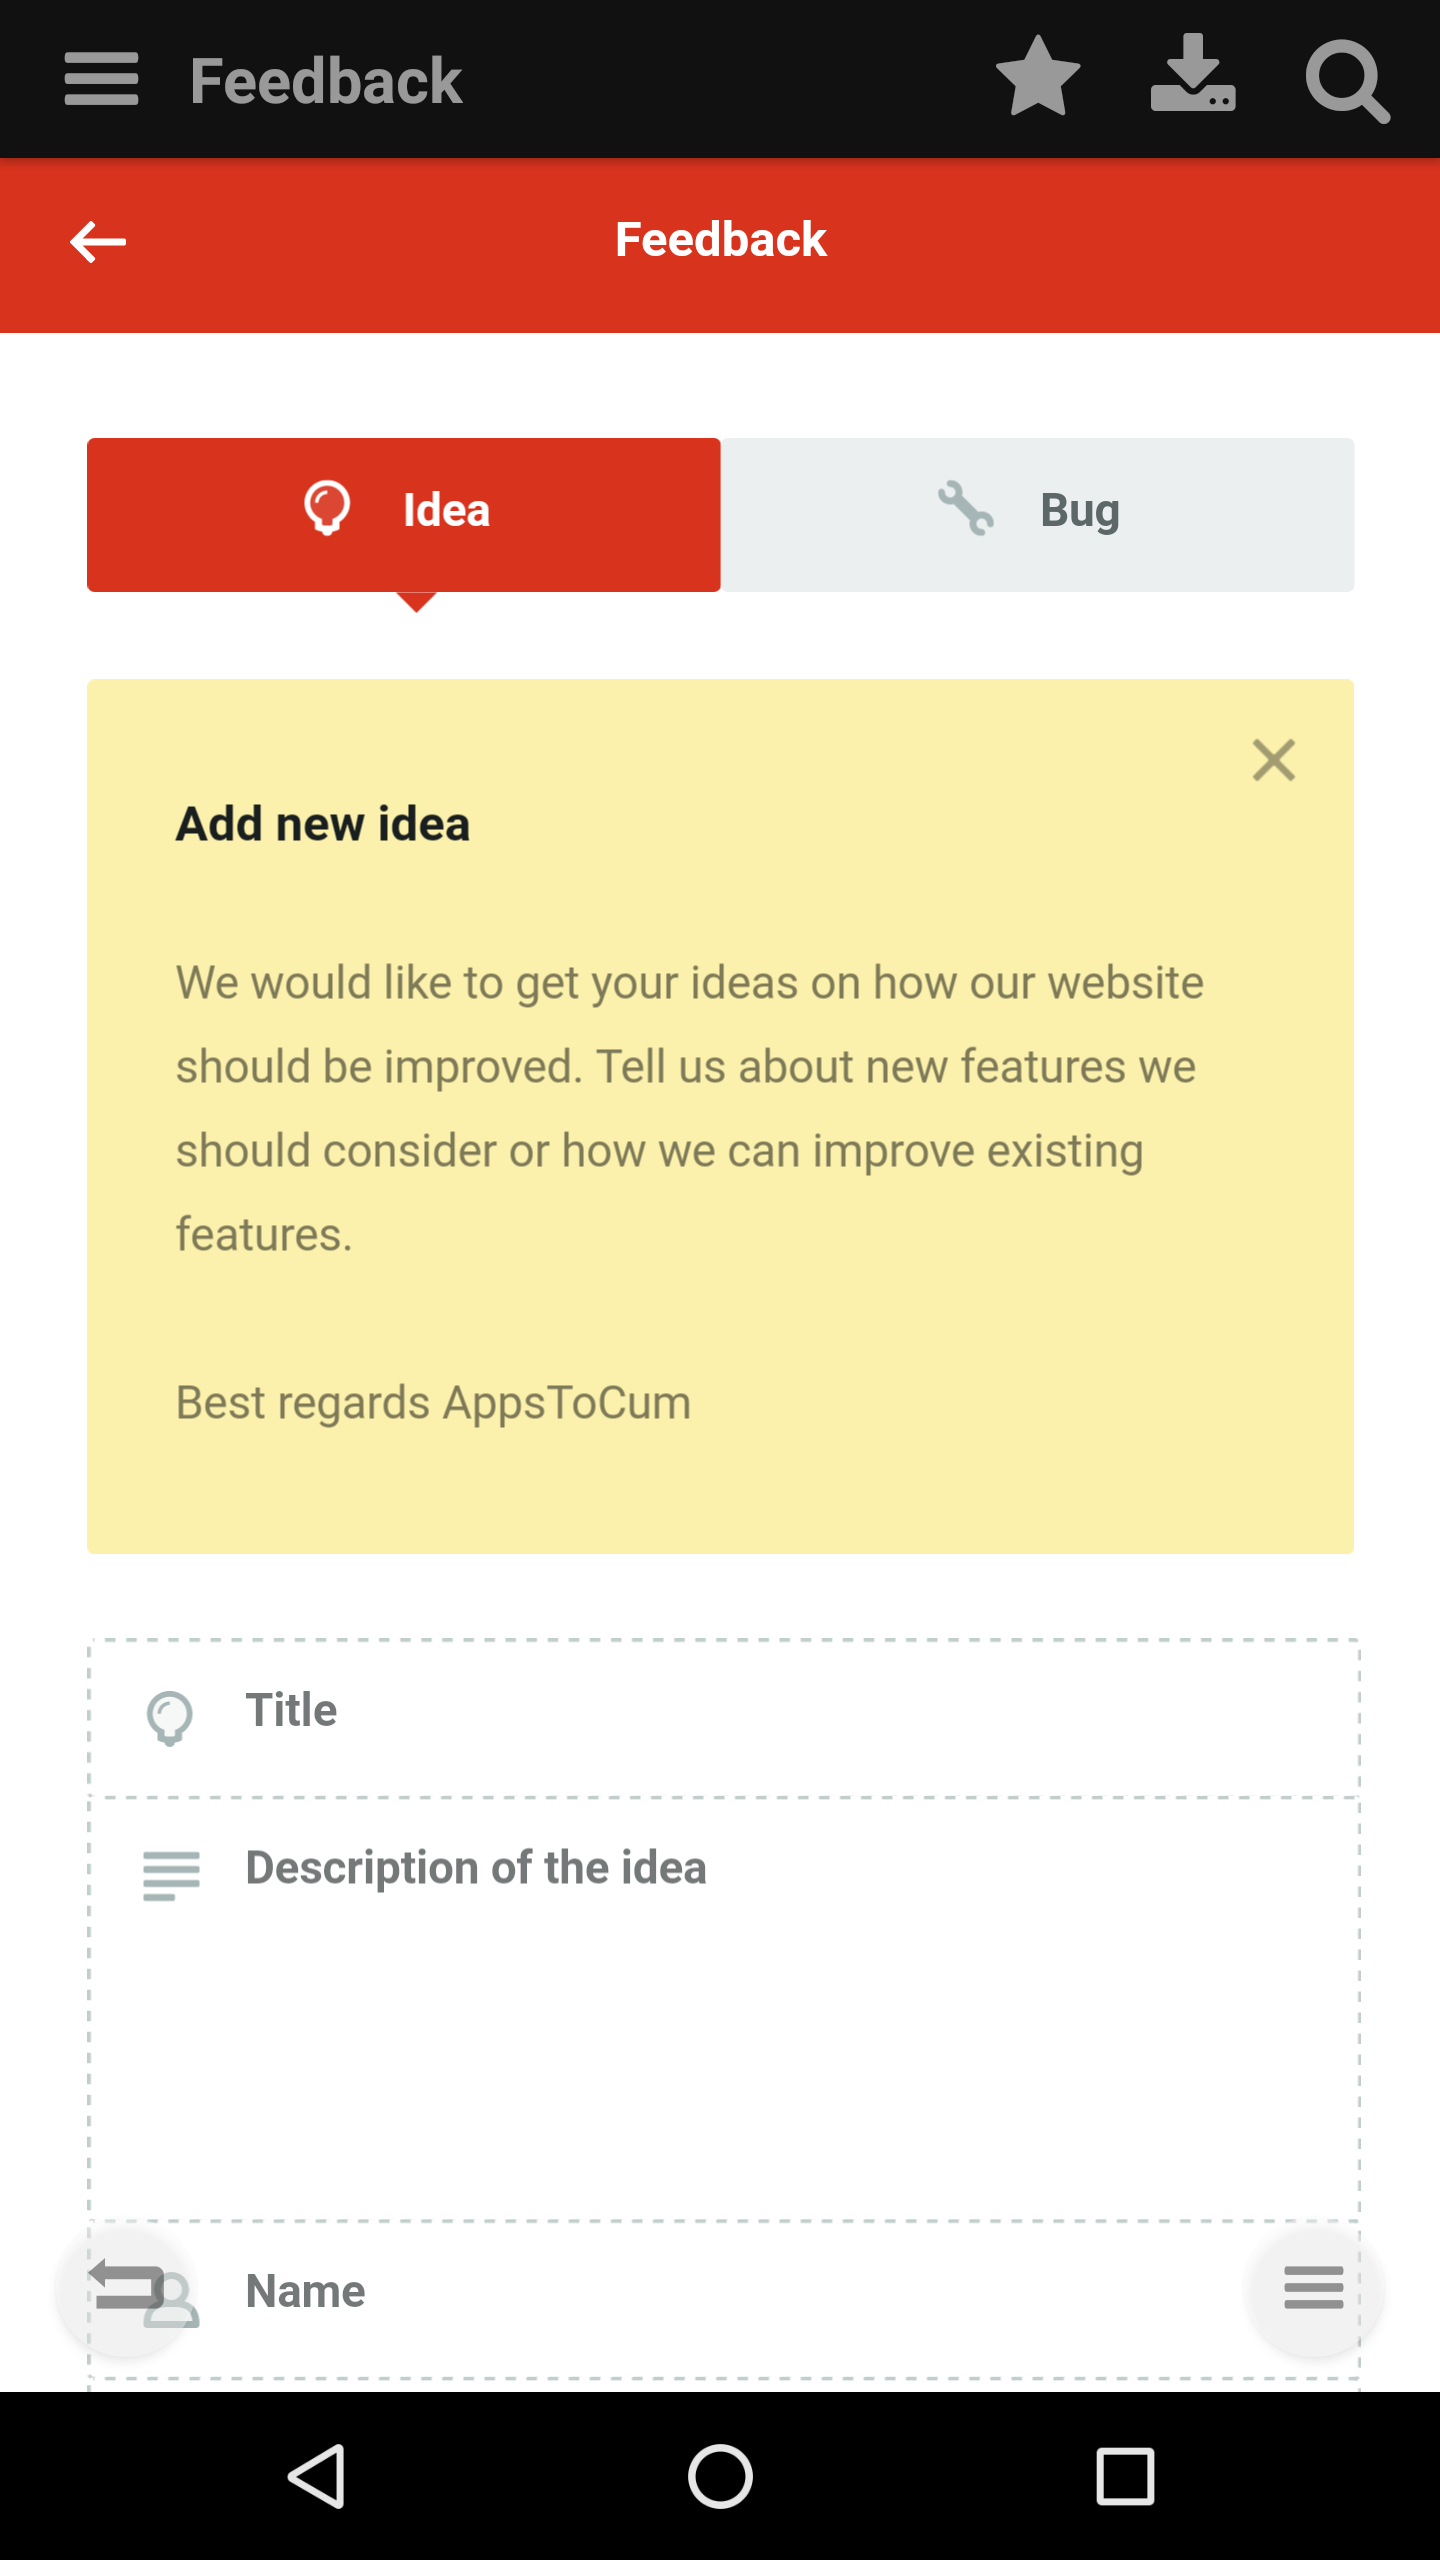 Feedback
Feedback
Idea
Bug
Add new idea
We would like to get your ideas on how our website
should be improved. Tell us about new features we
should consider or how we can improve existing
features.
Best regards AppsToCum
Title
Description of the idea
Name